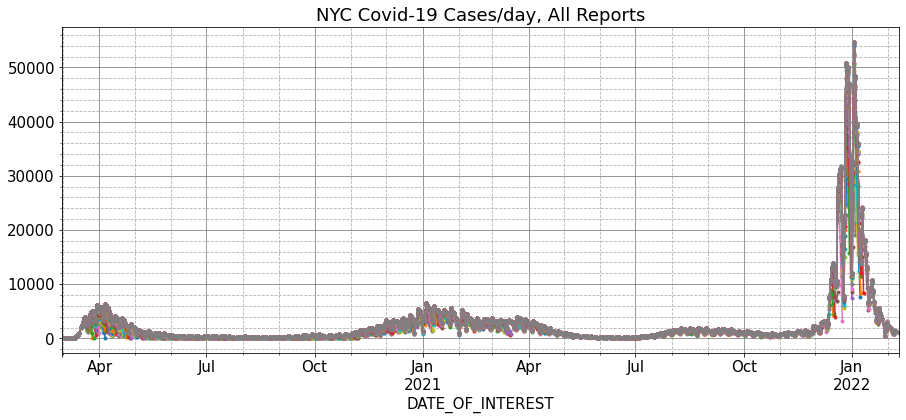 NYC Covid-19 Cases/day, All Reports
50000
40000
30000
20000
10000
0
Apr Jul Oct Jan Apr Jul Oct Jan
2021 2022
DATE_OF_INTEREST